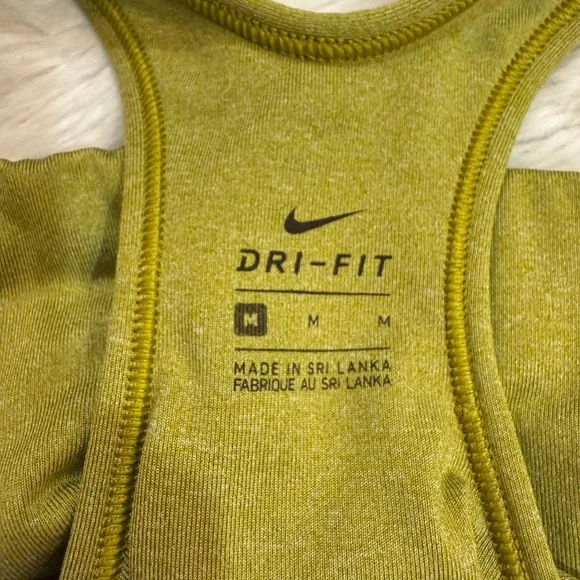 DRI-FIT
M M M
MADE IN SRI LANKA
FABRIQUE AU SRI LANKA